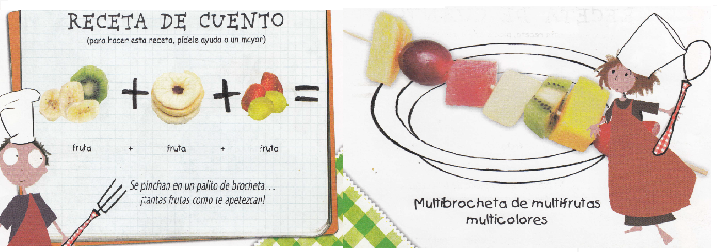 RECETA DE CUENTO
(para hacer esta receta, pídele ayuda a un mayor)
+ + =
fruta + fruta + fruta
Se pinchan en un palito de brocheta...
¡tantas frutas como te apetezcan!
Multibrocheta de multifrutas
multicolores